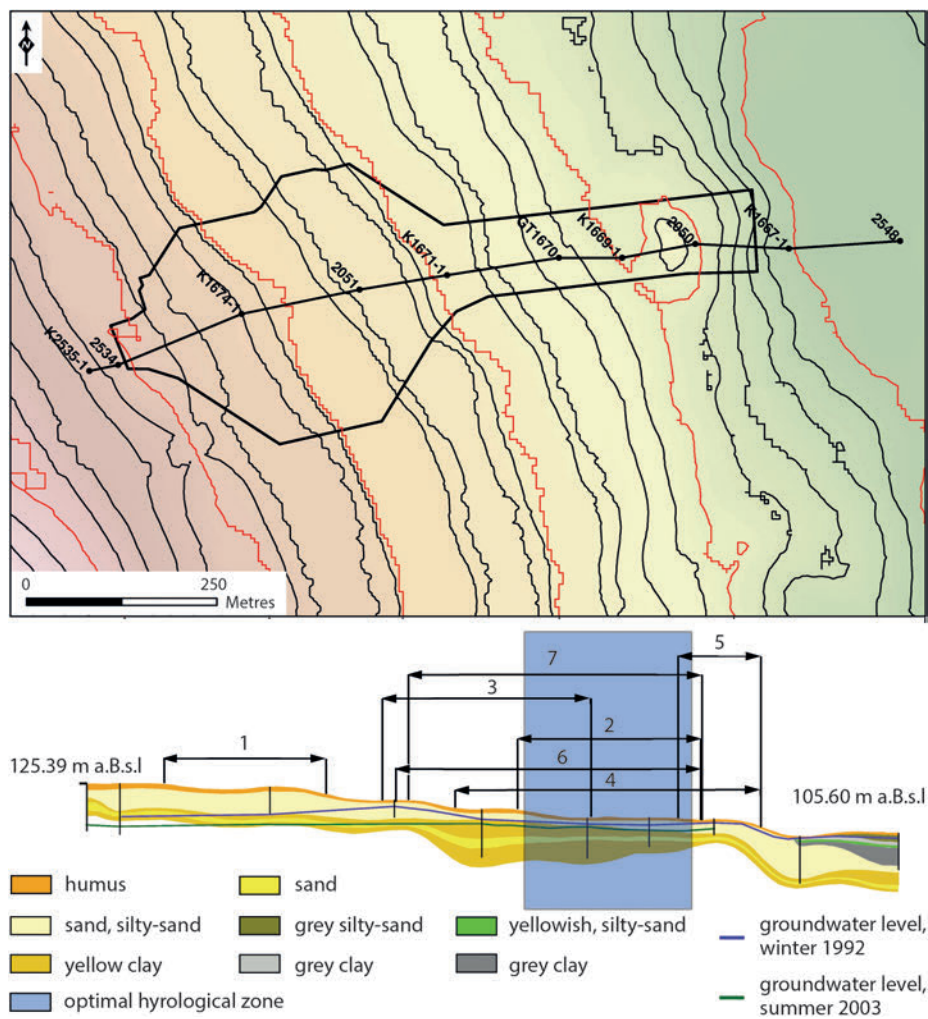 N
K2535-1
2534
K1674-1
2051
K1671-1
GT1670
K1669-1
2050
K1667-1
2548
0 250
Metres
7
5
3
2
1
6
4
125.39 m a.B.s.l
105.60 m a.B.s.l
humus
sand
sand, silty-sand
grey silty-sand
yellowish, silty-sand
groundwater level,
winter 1992
yellow clay
grey clay
grey clay
optimal hyrological zone
groundwater level,
summer 2003